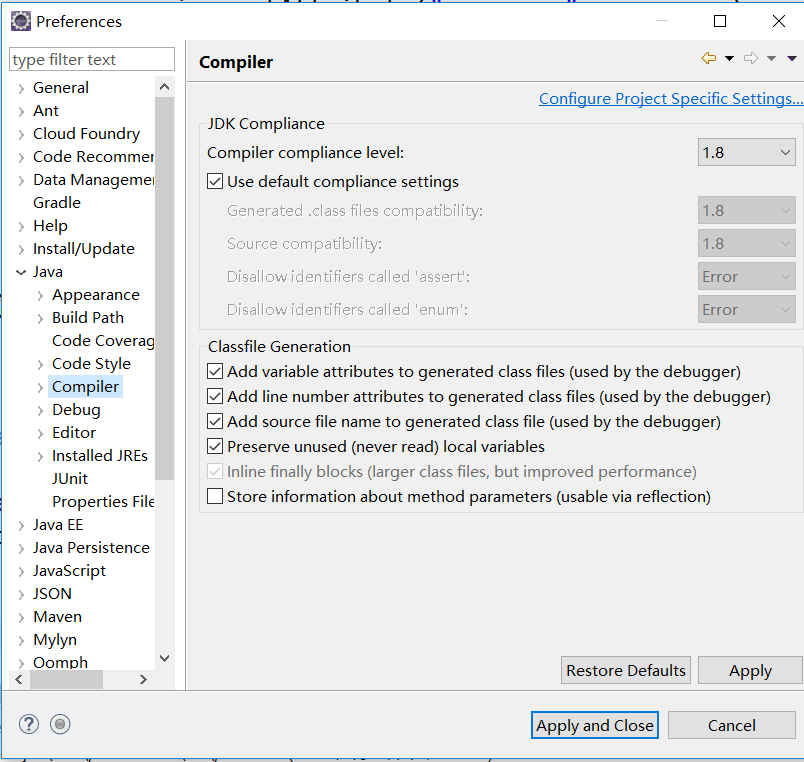 Preferences
type filter text
General
Ant
Cloud Foundry
Code Recommer
Data Managemer
Gradle
Help
Install/Update
Java
Appearance
Build Path
Code Coverag
Code Style
Compiler
Debug
Editor
Installed JREs
JUnit
Properties File
Java EE
Java Persistence
JavaScript
JSON
Maven
Mylyn
Oomph
Compiler
Configure Project Specific Settings...
JDK Compliance
Compiler compliance level: 1.8
Use default compliance settings
Generated .class files compatibility: 1.8
Source compatibility: 1.8
Disallow identifiers called 'assert': Error
Disallow identifiers called 'enum': Error
Classfile Generation
Add variable attributes to generated class files (used by the debugger)
Add line number attributes to generated class files (used by the debugger)
Add source file name to generated class file (used by the debugger)
Preserve unused (never read) local variables
Inline finally blocks (larger class files, but improved performance)
Store information about method parameters (usable via reflection)
Restore Defaults Apply
? Apply and Close Cancel